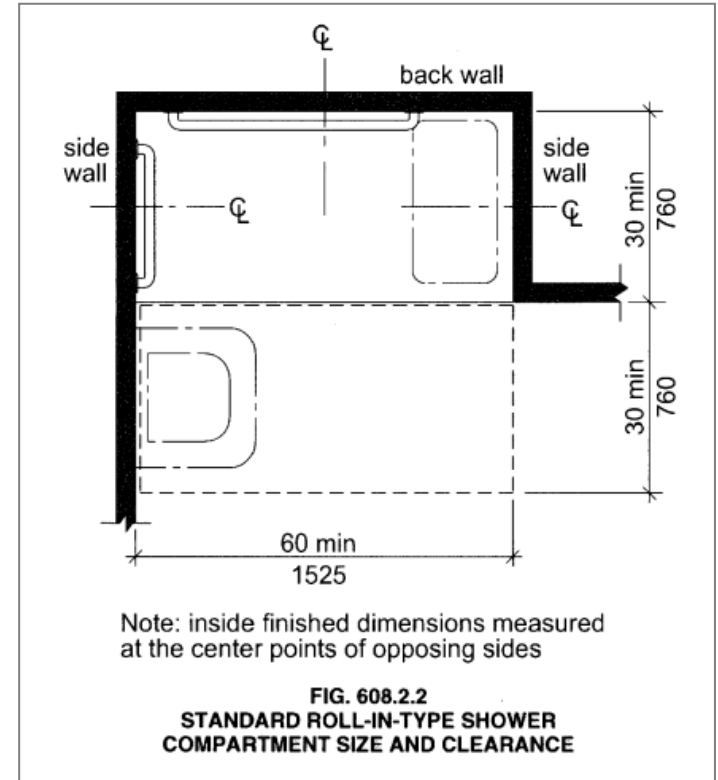 ℄
back wall
side
wall
side
wall
℄
℄
30 min
760
30 min
760
60 min
1525
Note: inside finished dimensions measured
at the center points of opposing sides
FIG. 608.2.2
STANDARD ROLL-IN-TYPE SHOWER
COMPARTMENT SIZE AND CLEARANCE